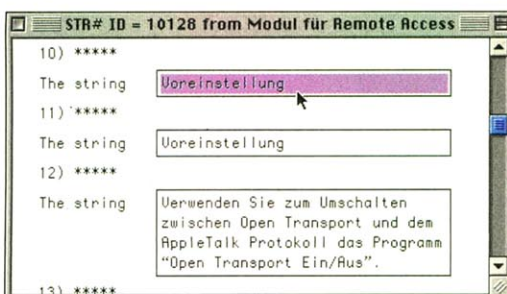 STR# ID = 10128 from Modul für Remote Access
10) *****
The string
Voreinstellung
11) *****
The string
Voreinstellung
12) *****
The string
Verwenden Sie zum Umschalten
zwischen Open Transport und dem
AppleTalk Protokoll das Programm
“Open Transport Ein/Aus”.
13) *****